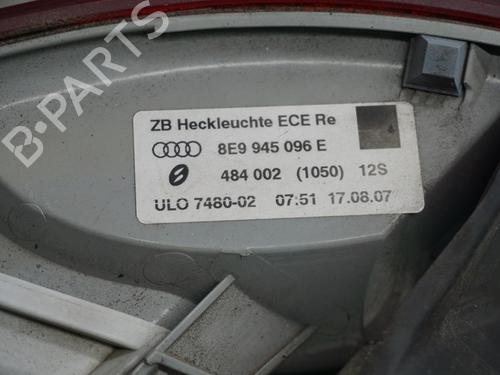 ZB Heckleuchte ECE Re
8E9 945 096 E
484 002 (1050) 12S
ULO 7480-02 07:51 17.08.07